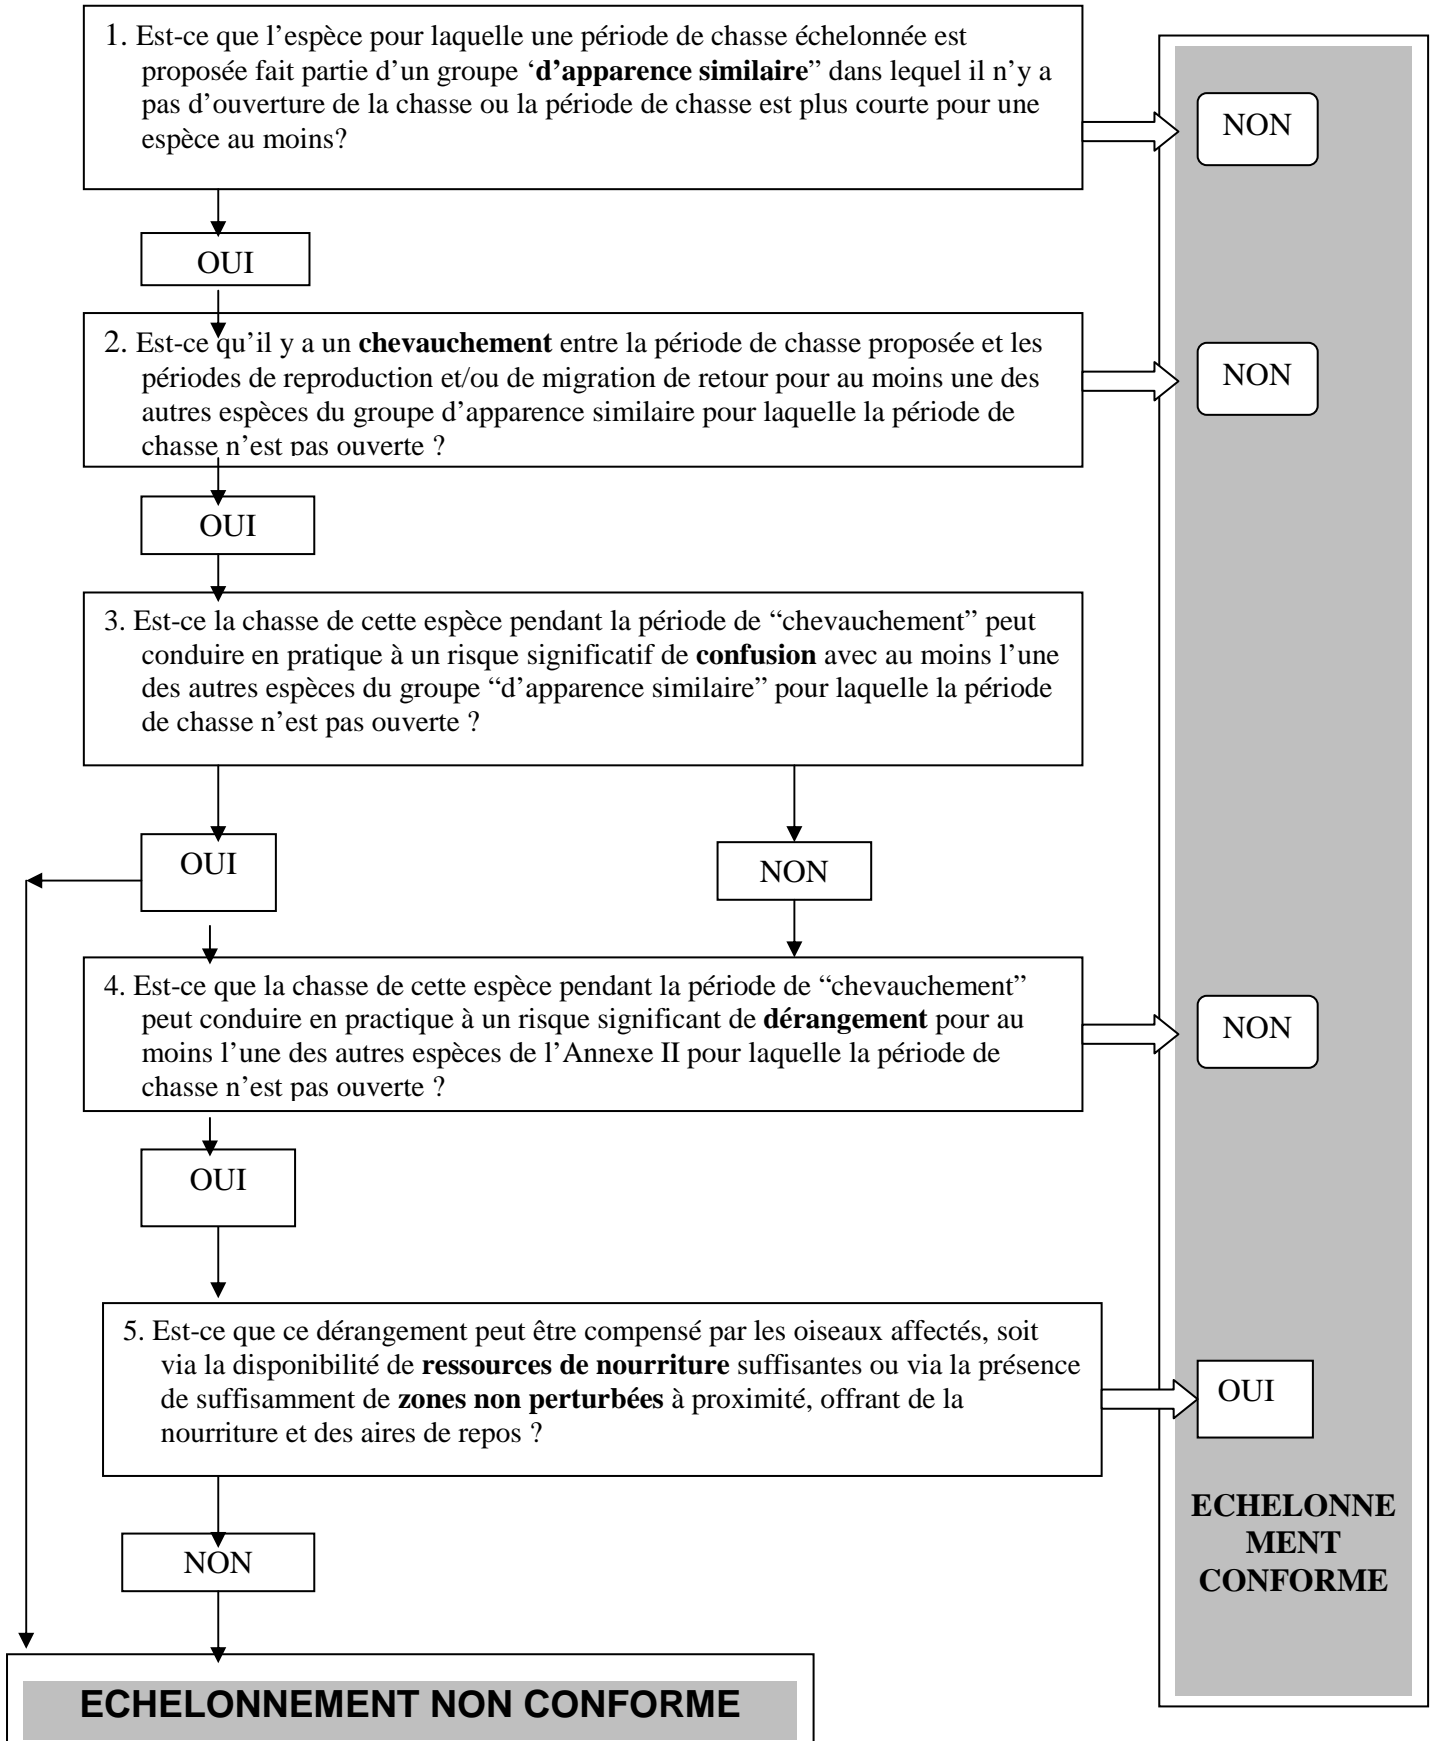 1. Est-ce que l’espèce pour laquelle une période de chasse échelonnée est
proposée fait partie d’un groupe ‘d’apparence similaire” dans lequel il n’y a
pas d’ouverture de la chasse ou la période de chasse est plus courte pour une
espèce au moins?
NON
OUI
2. Est-ce qu’il y a un chevauchement entre la période de chasse proposée et les
périodes de reproduction et/ou de migration de retour pour au moins une des
autres espèces du groupe d’apparence similaire pour laquelle la période de
chasse n’est pas ouverte ?
NON
OUI
3. Est-ce la chasse de cette espèce pendant la période de “chevauchement” peut
conduire en pratique à un risque significatif de confusion avec au moins l’une
des autres espèces du groupe “d’apparence similaire” pour laquelle la période
de chasse n’est pas ouverte ?
OUI
NON
4. Est-ce que la chasse de cette espèce pendant la période de “chevauchement”
peut conduire en practique à un risque significant de dérangement pour au
moins l’une des autres espèces de l’Annexe II pour laquelle la période de
chasse n’est pas ouverte ?
NON
OUI
5. Est-ce que ce dérangement peut être compensé par les oiseaux affectés, soit
via la disponibilité de ressources de nourriture suffisantes ou via la présence
de suffisamment de zones non perturbées à proximité, offrant de la
nourriture et des aires de repos ?
OUI
ECHELONNE
MENT
CONFORME
NON
ECHELONNEMENT NON CONFORME